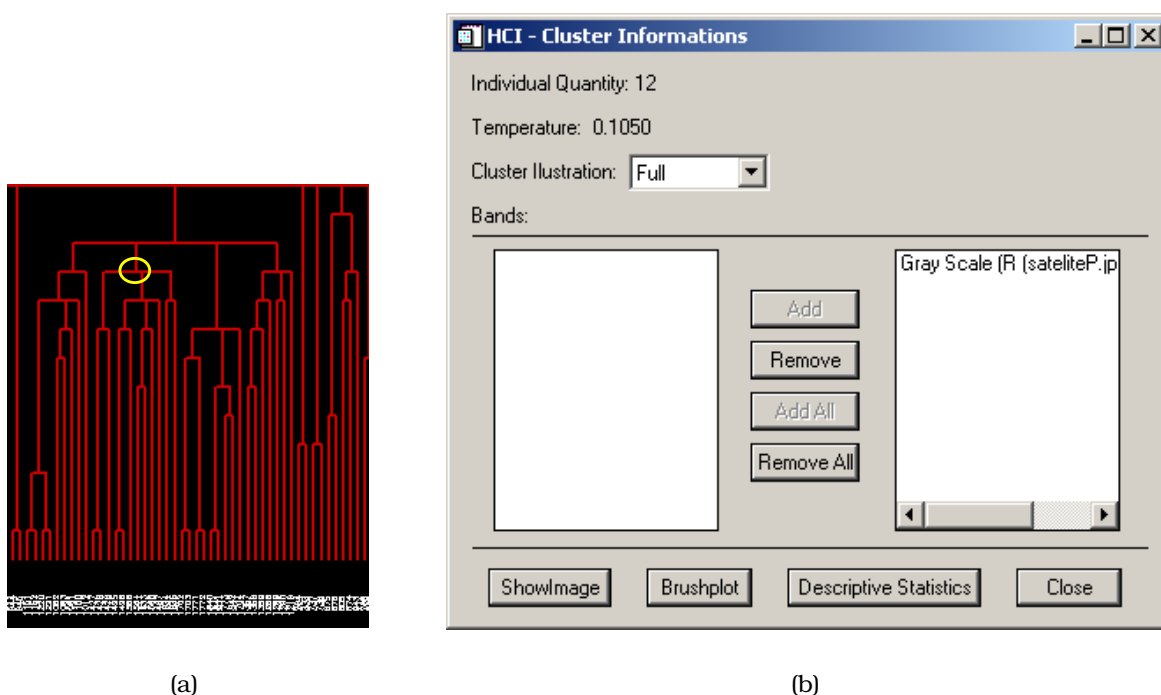 HCI - Cluster Informations
Individual Quantity: 12
Temperature: 0.1050
Cluster Ilustration: Full
Bands:
Gray Scale (R (sateliteP.jp
Add
Remove
Add All
Remove All
ShowImage Brushplot Descriptive Statistics Close
(a) (b)